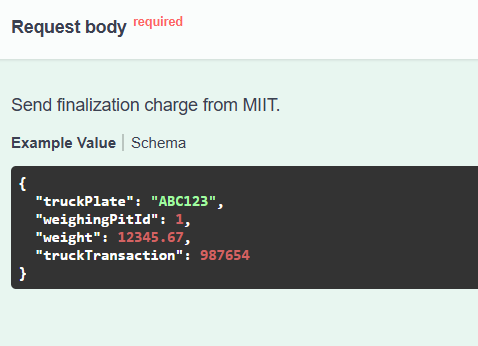 Request body required
Send finalization charge from MIIT.
Example Value | Schema
{
  "truckPlate": "ABC123",
  "weighingPitId": 1,
  "weight": 12345.67,
  "truckTransaction": 987654
}